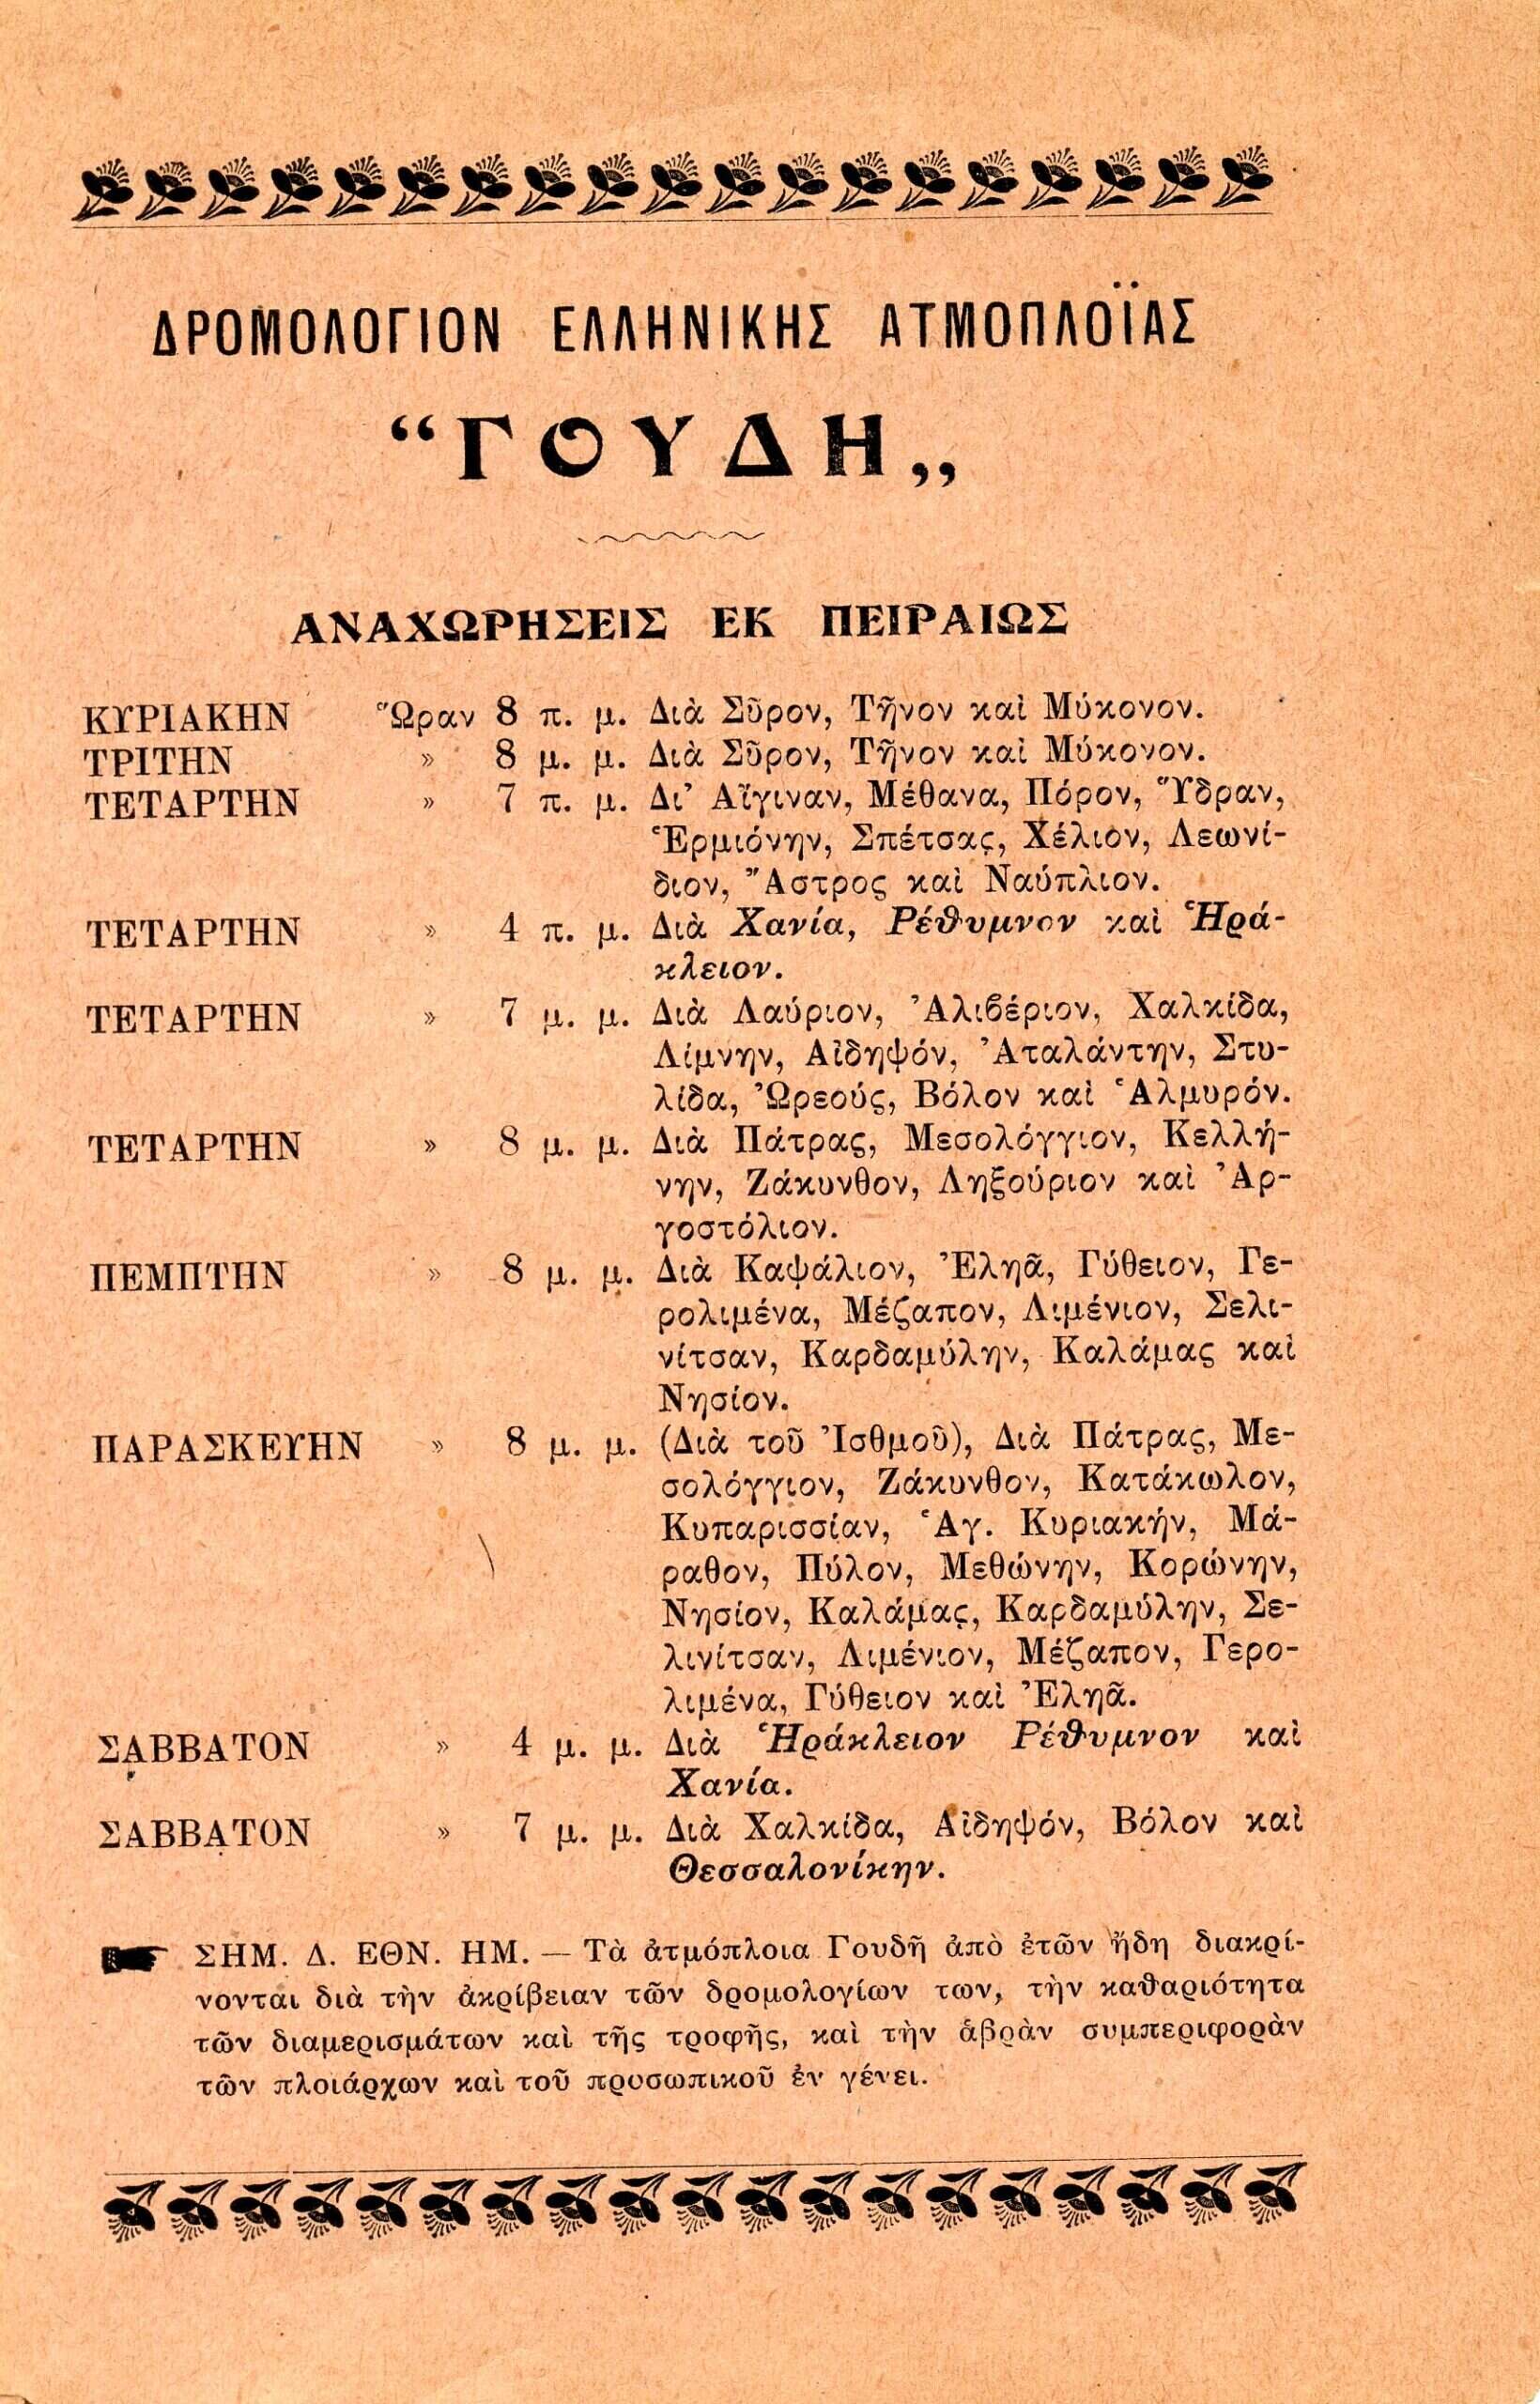 ΔΡΟΜΟΛΟΓΙΟΝ ΕΛΛΗΝΙΚΗΣ ΑΤΜΟΠΛΟΪΑΣ
“ΓΟΥΔΗ„
ΑΝΑΧΩΡΗΣΕΙΣ ΕΚ ΠΕΙΡΑΙΩΣ
ΚΥΡΙΑΚΗΝ Ὥραν 8 π. μ. Διὰ Σῦρον, Τῆνον καὶ Μύκονον.
ΤΡΙΤΗΝ » 8 μ. μ. Διὰ Σῦρον, Τῆνον καὶ Μύκονον.
ΤΕΤΑΡΤΗΝ » 7 π. μ. Δι’ Αἴγιναν, Μέθανα, Πόρον, Ὕδραν,
Ἑρμιόνην, Σπέτσας, Χέλιον, Λεωνί-
διον, Ἄστρος καὶ Ναύπλιον.
ΤΕΤΑΡΤΗΝ » 4 π. μ. Διὰ Χανία, Ρέθυμνον καὶ Ἡρά-
κλειον.
ΤΕΤΑΡΤΗΝ » 7 μ. μ. Διὰ Λαύριον, Ἀλιβέριον, Χαλκίδα,
Λίμνην, Αἰδηψόν, Ἀταλάντην, Στυ-
λίδα, Ὠρεούς, Βόλον καὶ Ἁλμυρόν.
ΤΕΤΑΡΤΗΝ » 8 μ. μ. Διὰ Πάτρας, Μεσολόγγιον, Κελλή-
νην, Ζάκυνθον, Ληξούριον καὶ Ἀρ-
γοστόλιον.
ΠΕΜΠΤΗΝ » 8 μ. μ. Διὰ Καψάλιον, Ἐληᾶ, Γύθειον, Γε-
ρολιμένα, Μέζαπον, Λιμένιον, Σελι-
νίτσαν, Καρδαμύλην, Καλάμας καὶ
Νησίον.
ΠΑΡΑΣΚΕΥΗΝ » 8 μ. μ. (Διὰ τοῦ Ἰσθμοῦ), Διὰ Πάτρας, Με-
σολόγγιον, Ζάκυνθον, Κατάκωλον,
Κυπαρισσίαν, Ἁγ. Κυριακήν, Μά-
ραθον, Πύλον, Μεθώνην, Κορώνην,
Νησίον, Καλάμας, Καρδαμύλην, Σε-
λινίτσαν, Λιμένιον, Μέζαπον, Γερο-
λιμένα, Γύθειον καὶ Ἐληᾶ.
ΣΑΒΒΑΤΟΝ » 4 μ. μ. Διὰ Ἡράκλειον Ρέθυμνον καὶ
Χανία.
ΣΑΒΒΑΤΟΝ » 7 μ. μ. Διὰ Χαλκίδα, Αἰδηψόν, Βόλον καὶ
Θεσσαλονίκην.
ΣΗΜ. Δ. ΕΘΝ. ΗΜ. — Τὰ ἀτμόπλοια Γουδῆ ἀπὸ ἐτῶν ἤδη διακρί-
νονται διὰ τὴν ἀκρίβειαν τῶν δρομολογίων των, τὴν καθαριότητα
τῶν διαμερισμάτων καὶ τῆς τροφῆς, καὶ τὴν ἁβρὰν συμπεριφορὰν
τῶν πλοιάρχων καὶ τοῦ προσωπικοῦ ἐν γένει.